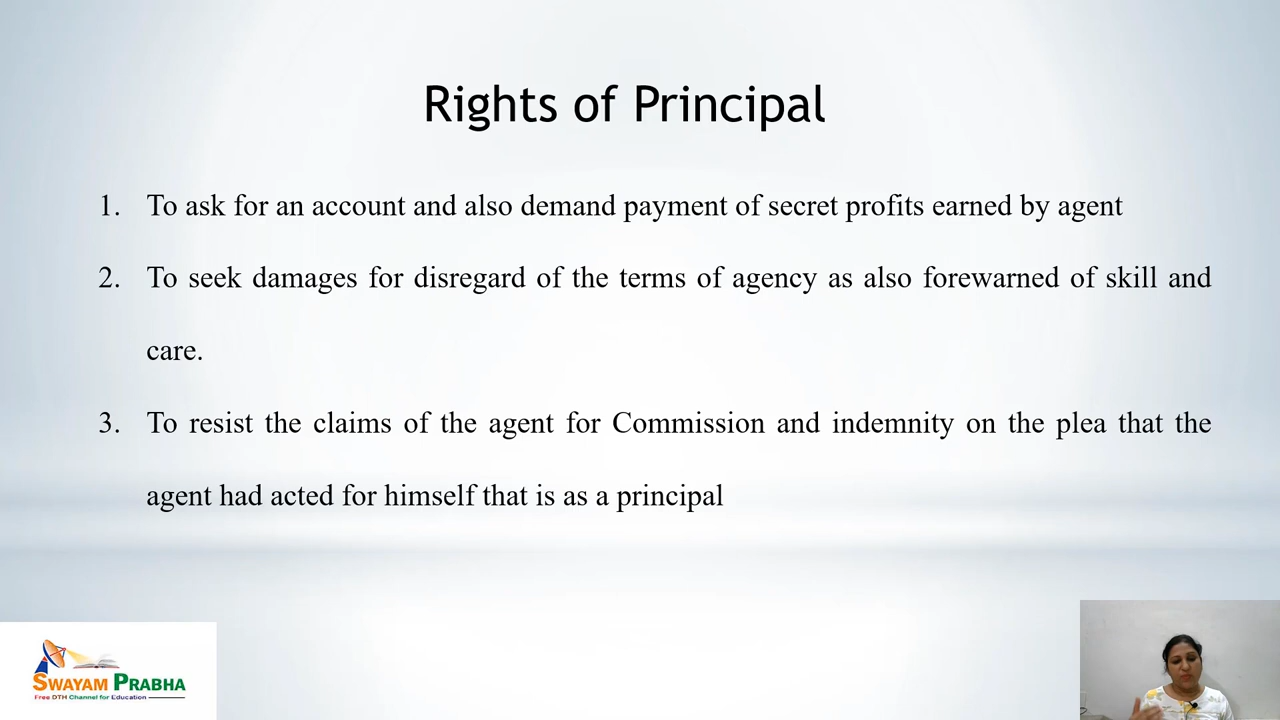 Rights of Principal
1. To ask for an account and also demand payment of secret profits earned by agent
2. To seek damages for disregard of the terms of agency as also forewarned of skill and
care.
3. To resist the claims of the agent for Commission and indemnity on the plea that the
agent had acted for himself that is as a principal
SWAYAM PRABHA
Free DTH Channel for Education